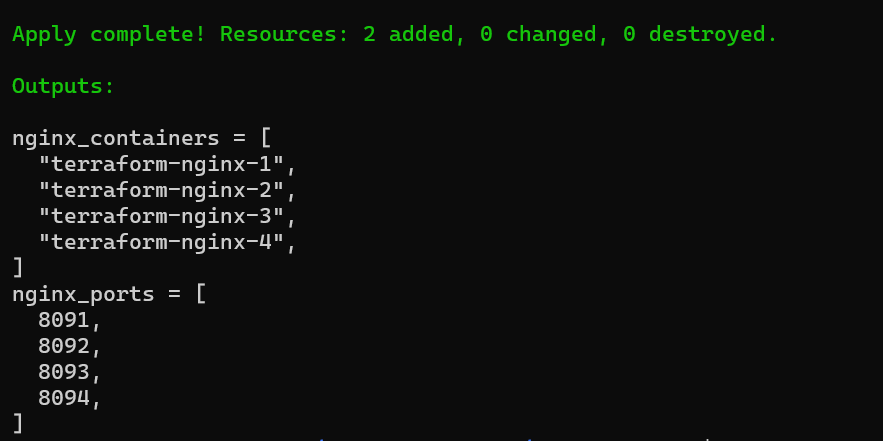 Apply complete! Resources: 2 added, 0 changed, 0 destroyed.
Outputs:
nginx_containers = [
  "terraform-nginx-1",
  "terraform-nginx-2",
  "terraform-nginx-3",
  "terraform-nginx-4",
]
nginx_ports = [
  8091,
  8092,
  8093,
  8094,
]